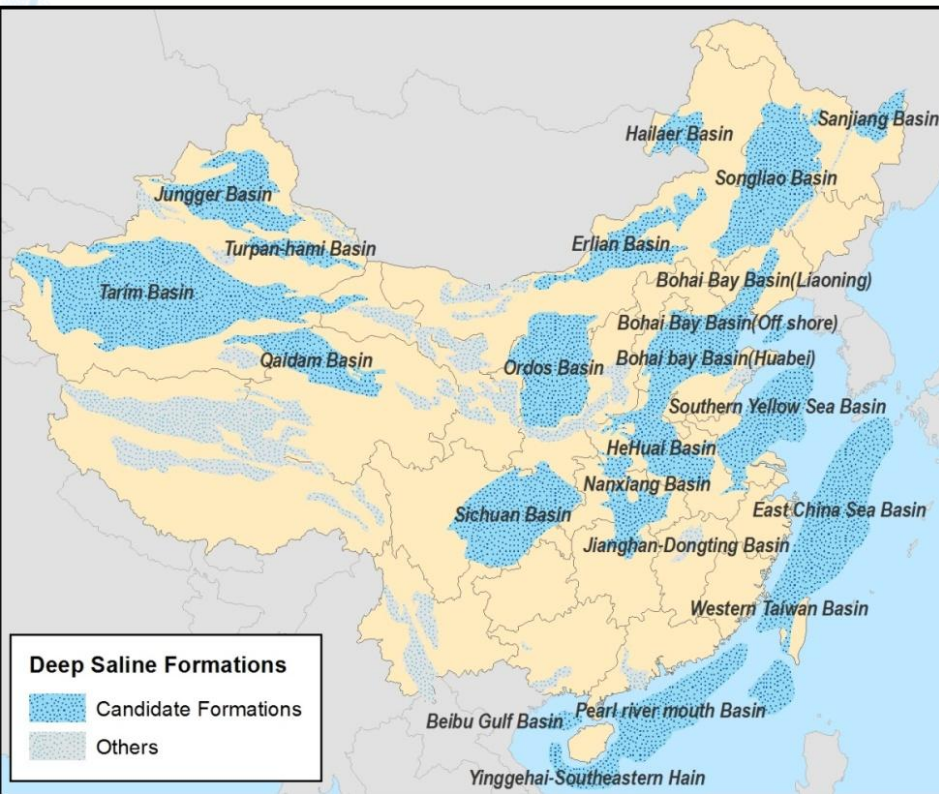 Sanjiang Basin
Hailaer Basin
Songliao Basin
Jungger Basin
Turpan-hami Basin
Erlian Basin
Bohai Bay Basin(Liaoning)
Tarim Basin
Bohai Bay Basin(Off shore)
Qaidam Basin
Ordos Basin
Bohai bay Basin(Huabei)
Southern Yellow Sea Basin
HeHuai Basin
Nanxiang Basin
Sichuan Basin
East China Sea Basin
Jianghan-Dongting Basin
Western Taiwan Basin
Deep Saline Formations
Candidate Formations
Others
Beibu Gulf Basin
Pearl river mouth Basin
Yinggehai-Southeastern Hain